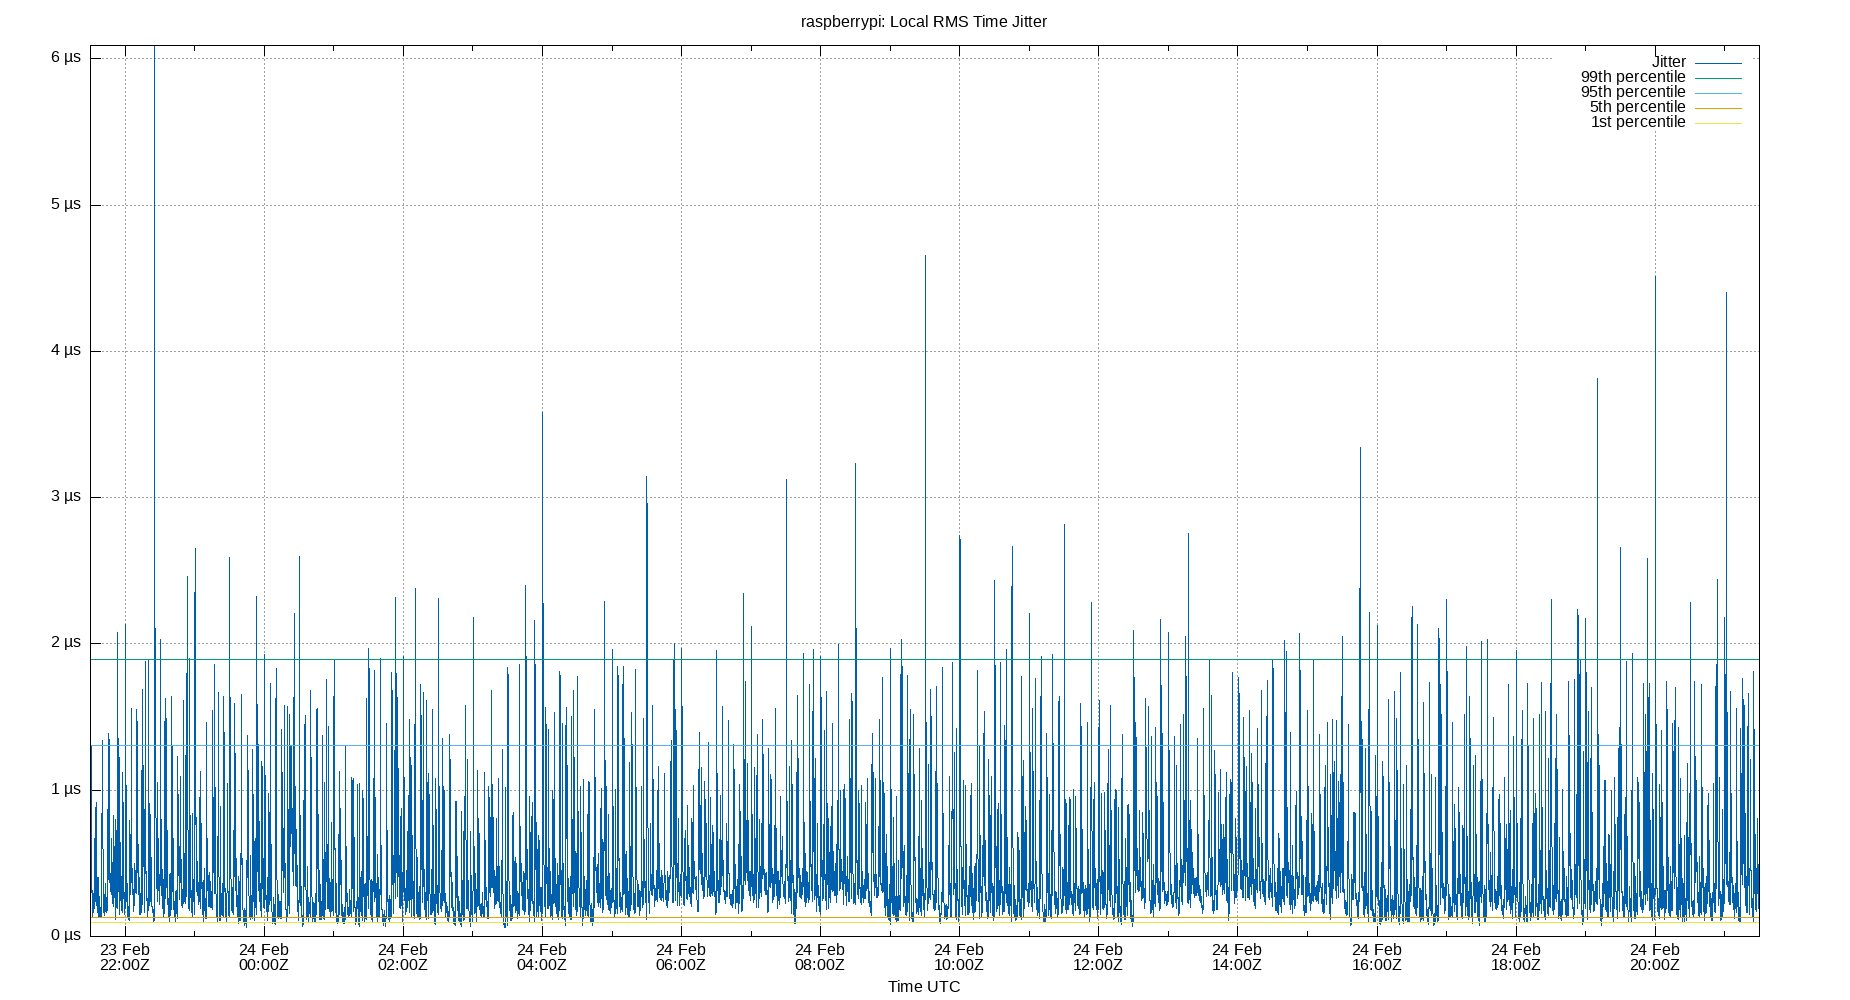 raspberrypi: Local RMS Time Jitter
6 µs
5 µs
4 µs
3 µs
2 µs
1 µs
0 µs
Jitter
99th percentile
95th percentile
5th percentile
1st percentile
23 Feb
22:00Z
24 Feb
00:00Z
24 Feb
02:00Z
24 Feb
04:00Z
24 Feb
06:00Z
24 Feb
08:00Z
24 Feb
10:00Z
24 Feb
12:00Z
24 Feb
14:00Z
24 Feb
16:00Z
24 Feb
18:00Z
24 Feb
20:00Z
Time UTC